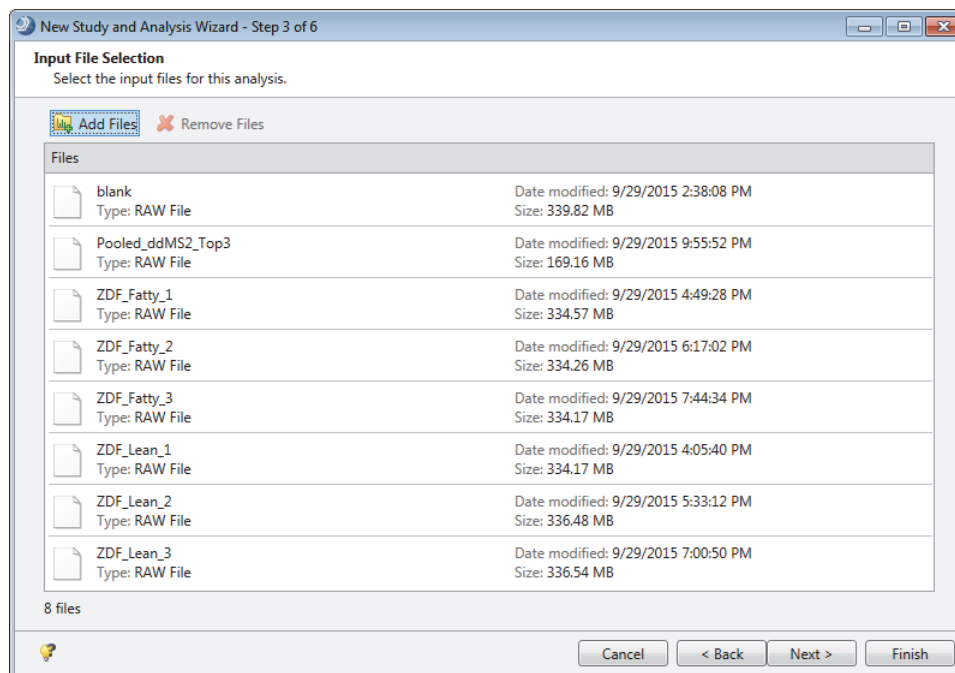 New Study and Analysis Wizard - Step 3 of 6
Input File Selection
Select the input files for this analysis.
Add Files Remove Files
Files
blank Date modified: 9/29/2015 2:38:08 PM
Type: RAW File Size: 339.82 MB
Pooled_ddMS2_Top3 Date modified: 9/29/2015 9:55:52 PM
Type: RAW File Size: 169.16 MB
ZDF_Fatty_1 Date modified: 9/29/2015 4:49:28 PM
Type: RAW File Size: 334.57 MB
ZDF_Fatty_2 Date modified: 9/29/2015 6:17:02 PM
Type: RAW File Size: 334.26 MB
ZDF_Fatty_3 Date modified: 9/29/2015 7:44:34 PM
Type: RAW File Size: 334.17 MB
ZDF_Lean_1 Date modified: 9/29/2015 4:05:40 PM
Type: RAW File Size: 334.17 MB
ZDF_Lean_2 Date modified: 9/29/2015 5:33:12 PM
Type: RAW File Size: 336.48 MB
ZDF_Lean_3 Date modified: 9/29/2015 7:00:50 PM
Type: RAW File Size: 336.54 MB
8 files
Cancel < Back Next > Finish